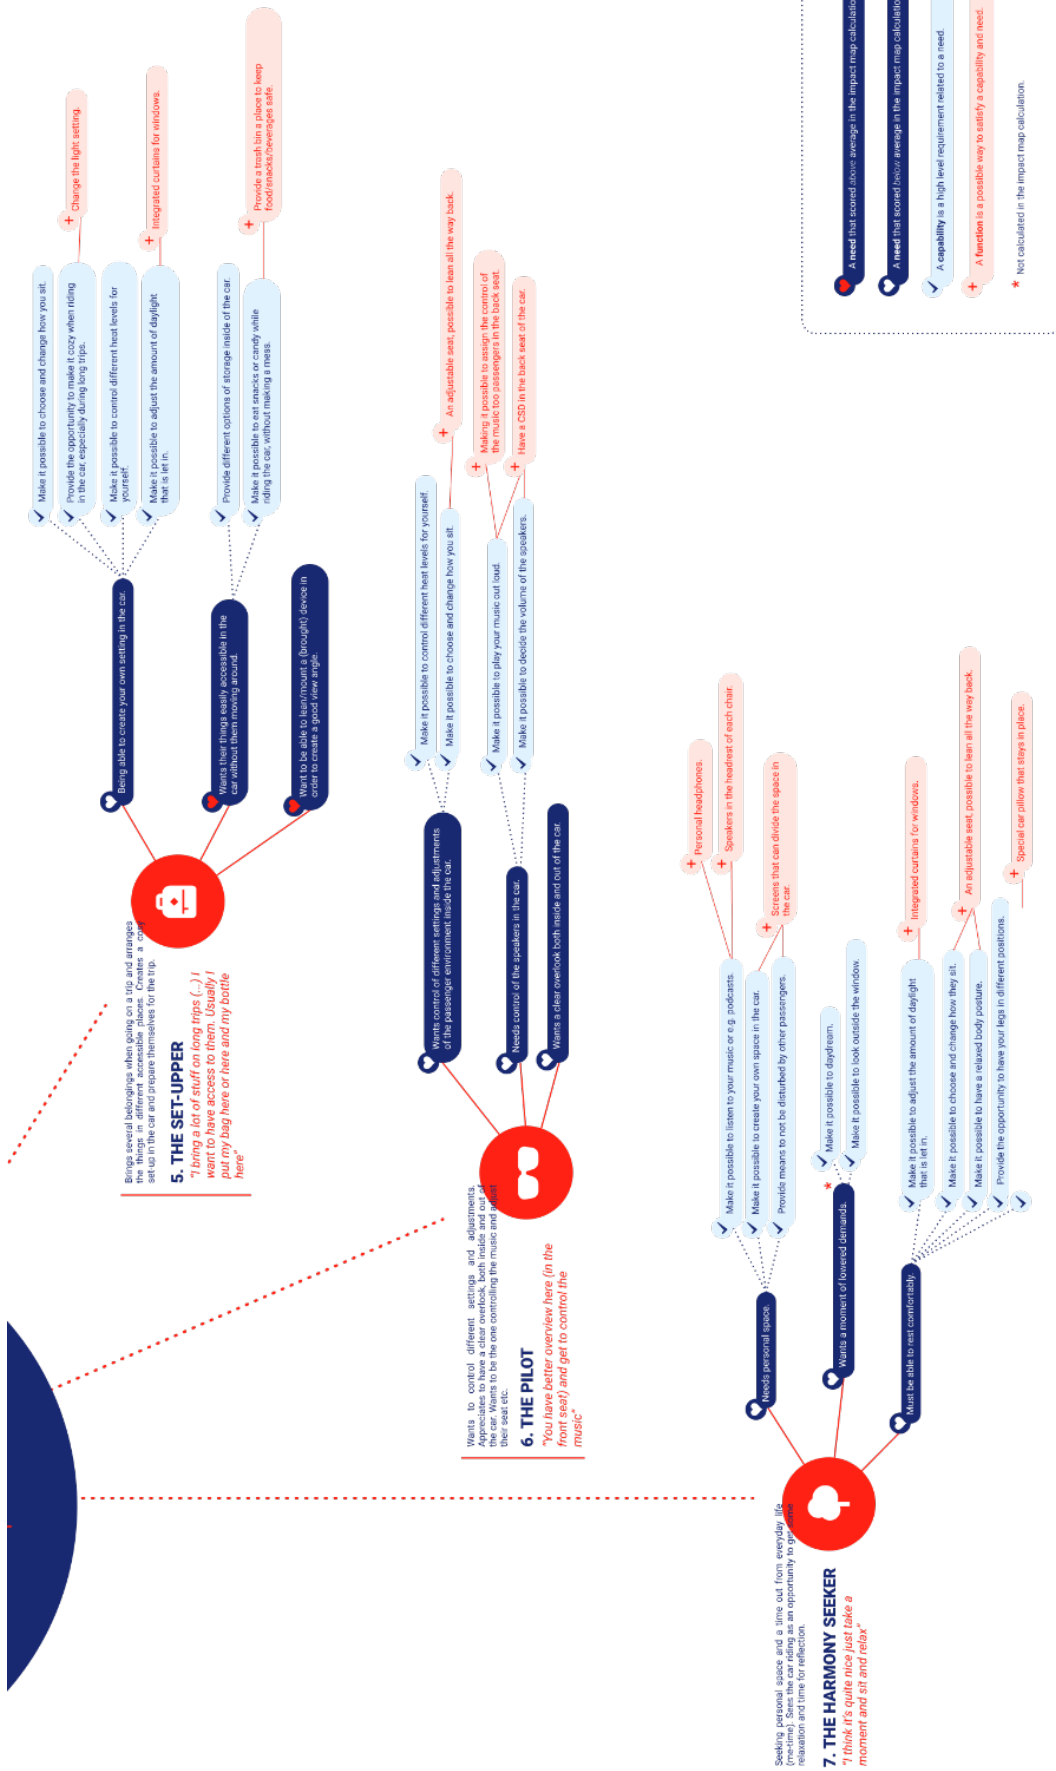 Brings several belongings when going on a trip and arranges
the things in different accessible places. Creates a cozy
set-up in the car and prepare themselves for the trip.
5. THE SET-UPPER
"I bring a lot of stuff on long trips (...) I
want to have access to them. Usually I
put my bag here or here and my bottle
here"
Being able to create your own setting in the car.
Make it possible to choose and change how you sit.
Provide the opportunity to make it cozy when riding
in the car, especially during long trips.
Change the light setting.
Make it possible to control different heat levels for
yourself.
Make it possible to adjust the amount of daylight
that is let in.
Integrated curtains for windows.
Wants their things easily accessible in the
car without them moving around.
Provide different options of storage inside of the car.
Make it possible to eat snacks or candy while
riding the car, without making a mess.
Provide a trash bin a place to keep
food/snacks/beverages safe.
Want to be able to lean/mount a (brought) device in
order to create a good view angle.
Wants to control different settings and adjustments.
Appreciates to have a clear overlook, both inside and out of
the car. Wants to be the one controlling the music and adjust
their seat etc.
6. THE PILOT
"You have better overview here (in the
front seat) and get to control the
music"
Wants control of different settings and adjustments
of the passenger environment inside the car.
Make it possible to control different heat levels for yourself.
Make it possible to choose and change how you sit.
An adjustable seat, possible to lean all the way back.
Needs control of the speakers in the car.
Make it possible to play your music out loud.
Making it possible to assign the control of
the music too passengers in the back seat.
Have a CSD in the back seat of the car.
Make it possible to decide the volume of the speakers.
Wants a clear overlook both inside and out of the car.
Seeking personal space and a time out from everyday life
(me-time). Sees the car riding as an opportunity to get some
relaxation and time for reflection.
7. THE HARMONY SEEKER
"I think it's quite nice just take a
moment and sit and relax"
Needs personal space.
Make it possible to listen to your music or e.g. podcasts.
Personal headphones.
Speakers in the headrest of each chair.
Make it possible to create your own space in the car.
Provide means to not be disturbed by other passengers.
Screens that can divide the space in
the car.
Wants a moment of lowered demands.
*
Make it possible to daydream.
Make it possible to look outside the window.
Must be able to rest comfortably.
Make it possible to adjust the amount of daylight
that is let in.
Integrated curtains for windows.
Make it possible to choose and change how they sit.
Make it possible to have a relaxed body posture.
An adjustable seat, possible to lean all the way back.
Provide the opportunity to have your legs in different positions.
Special car pillow that stays in place.
A need that scored above average in the impact map calculatio
A need that scored below average in the impact map calculatio
A capability is a high level requirement related to a need.
A function is a possible way to satisfy a capability and need.
* Not calculated in the impact map calculation.